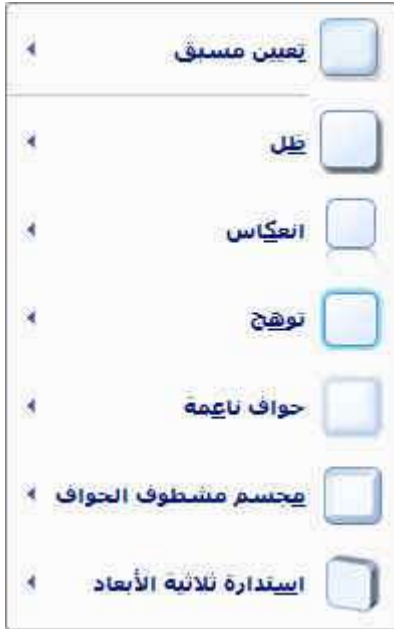 تعيين مسبق
ظل
انعكاس
توهج
حواف ناعمة
مجسم مشطوف الحواف
استدارة ثلاثية الأبعاد